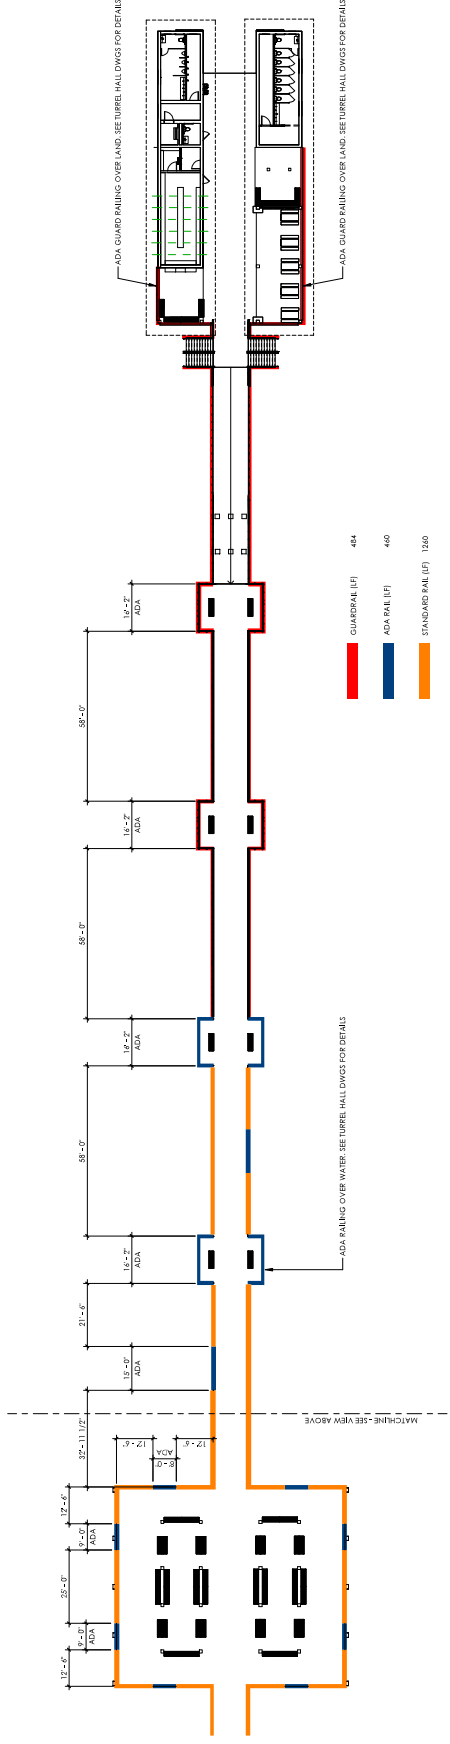 ADA GUARD RAILING OVER LAND. SEE TURREL HALL DWGS FOR DETAILS
ADA GUARD RAILING OVER LAND. SEE TURREL HALL DWGS FOR DETAILS
16' - 2"
ADA
58' - 0"
16' - 2"
ADA
58' - 0"
16' - 2"
ADA
58' - 0"
16' - 2"
ADA
21' - 6"
15' - 0"
ADA
32' - 11 1/2"
GUARDRAIL (LF) 484
ADA RAIL (LF) 460
STANDARD RAIL (LF) 1260
ADA RAILING OVER WATER. SEE TURREL HALL DWGS FOR DETAILS
MATCHLINE - SEE VIEW ABOVE
12' - 6"
8' - 0"
ADA
12' - 6"
12' - 6"
9' - 0"
ADA
25' - 0"
9' - 0"
ADA
12' - 6"